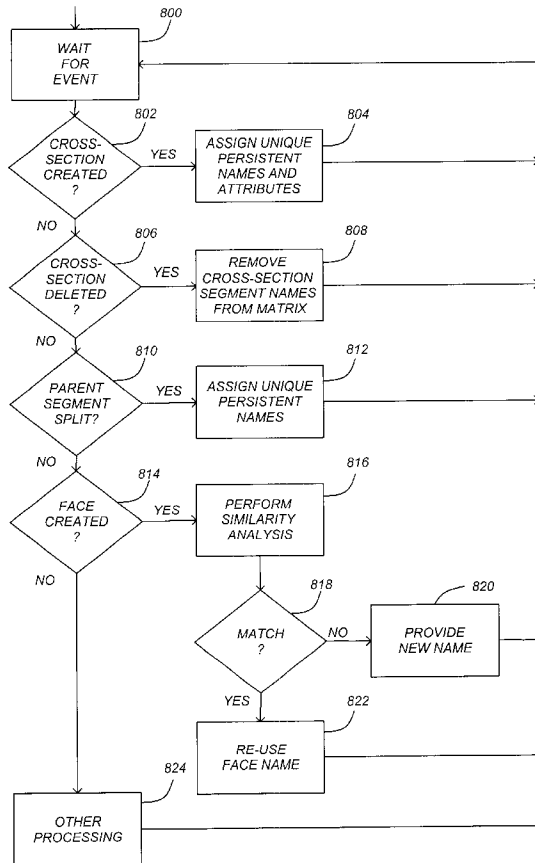 800
WAIT
FOR
EVENT
802
CROSS-
SECTION
CREATED
?
YES
804
ASSIGN UNIQUE
PERSISTENT
NAMES AND
ATTRIBUTES
NO
806
CROSS-
SECTION
DELETED
?
YES
808
REMOVE
CROSS-SECTION
SEGMENT NAMES
FROM MATRIX
NO
810
PARENT
SEGMENT
SPLIT?
YES
812
ASSIGN UNIQUE
PERSISTENT
NAMES
NO
814
FACE
CREATED
?
YES
816
PERFORM
SIMILARITY
ANALYSIS
NO
818
MATCH
?
NO
820
PROVIDE
NEW NAME
YES
822
RE-USE
FACE NAME
824
OTHER
PROCESSING